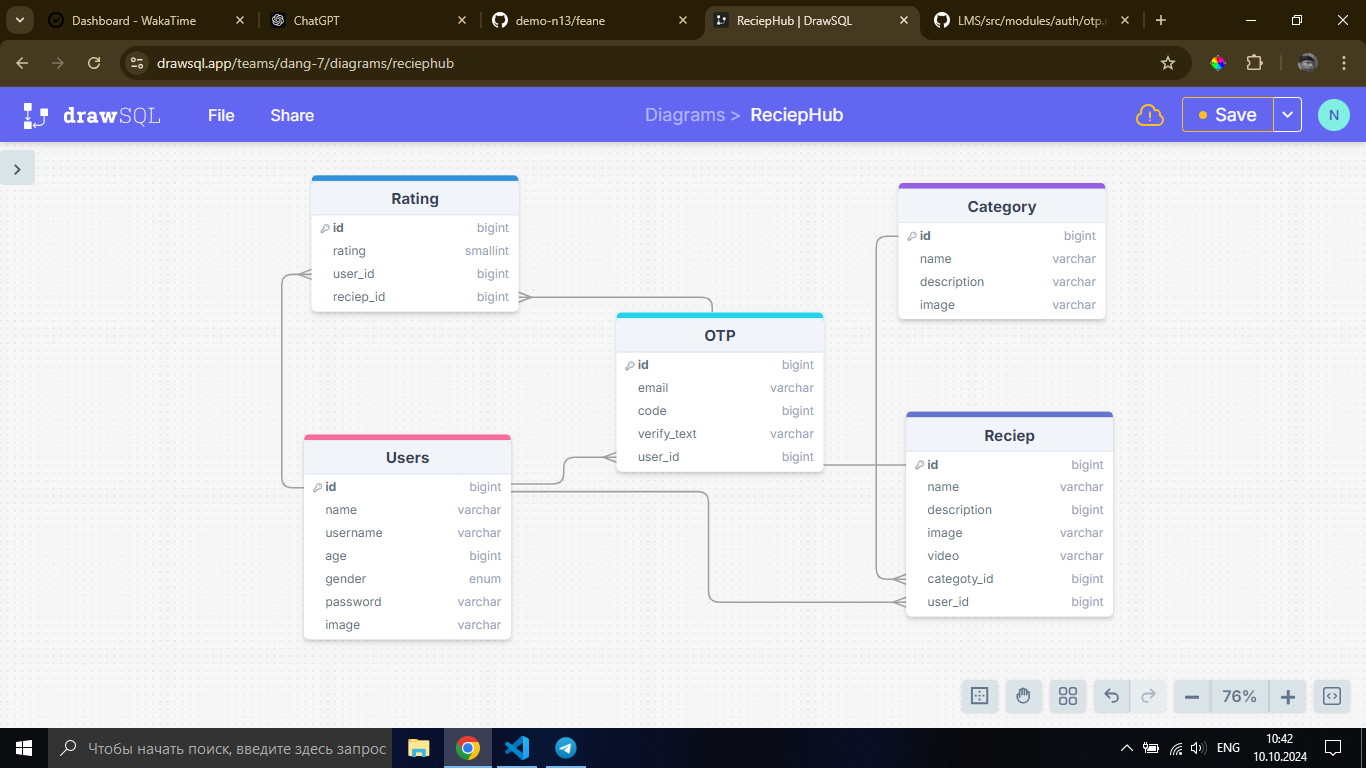 Dashboard - WakaTime
ChatGPT
demo-n13/feane
ReciepHub | DrawSQL
LMS/src/modules/auth/otp.
drawsql.app/teams/dang-7/diagrams/reciephub
drawSQL
File
Share
Diagrams > ReciepHub
Save
N
Rating
id bigint
rating smallint
user_id bigint
reciep_id bigint
Category
id bigint
name varchar
description varchar
image varchar
OTP
id bigint
email varchar
code bigint
verify_text varchar
user_id bigint
Users
id bigint
name varchar
username varchar
age bigint
gender enum
password varchar
image varchar
Reciep
id bigint
name varchar
description bigint
image varchar
video varchar
categoty_id bigint
user_id bigint
76%
Чтобы начать поиск, введите здесь запрос
ENG
10:42
10.10.2024